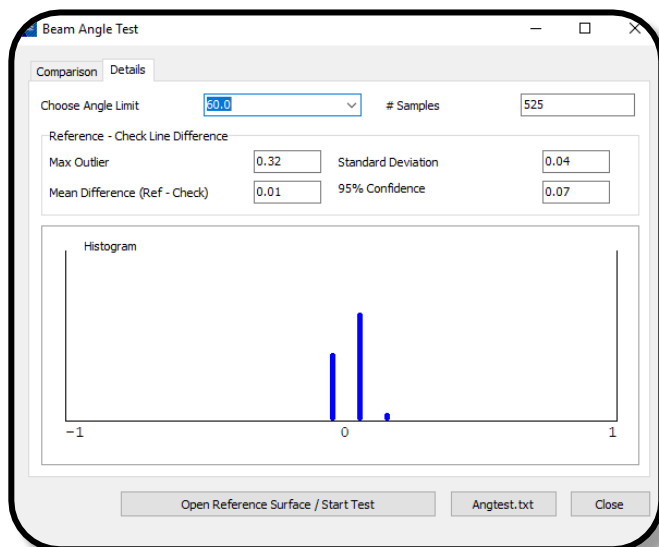 Beam Angle Test
Comparison Details
Choose Angle Limit 60.0 # Samples 525
Reference - Check Line Difference
Max Outlier 0.32 Standard Deviation 0.04
Mean Difference (Ref - Check) 0.01 95% Confidence 0.07
Histogram
-1 0 1
Open Reference Surface / Start Test Angtest.txt Close